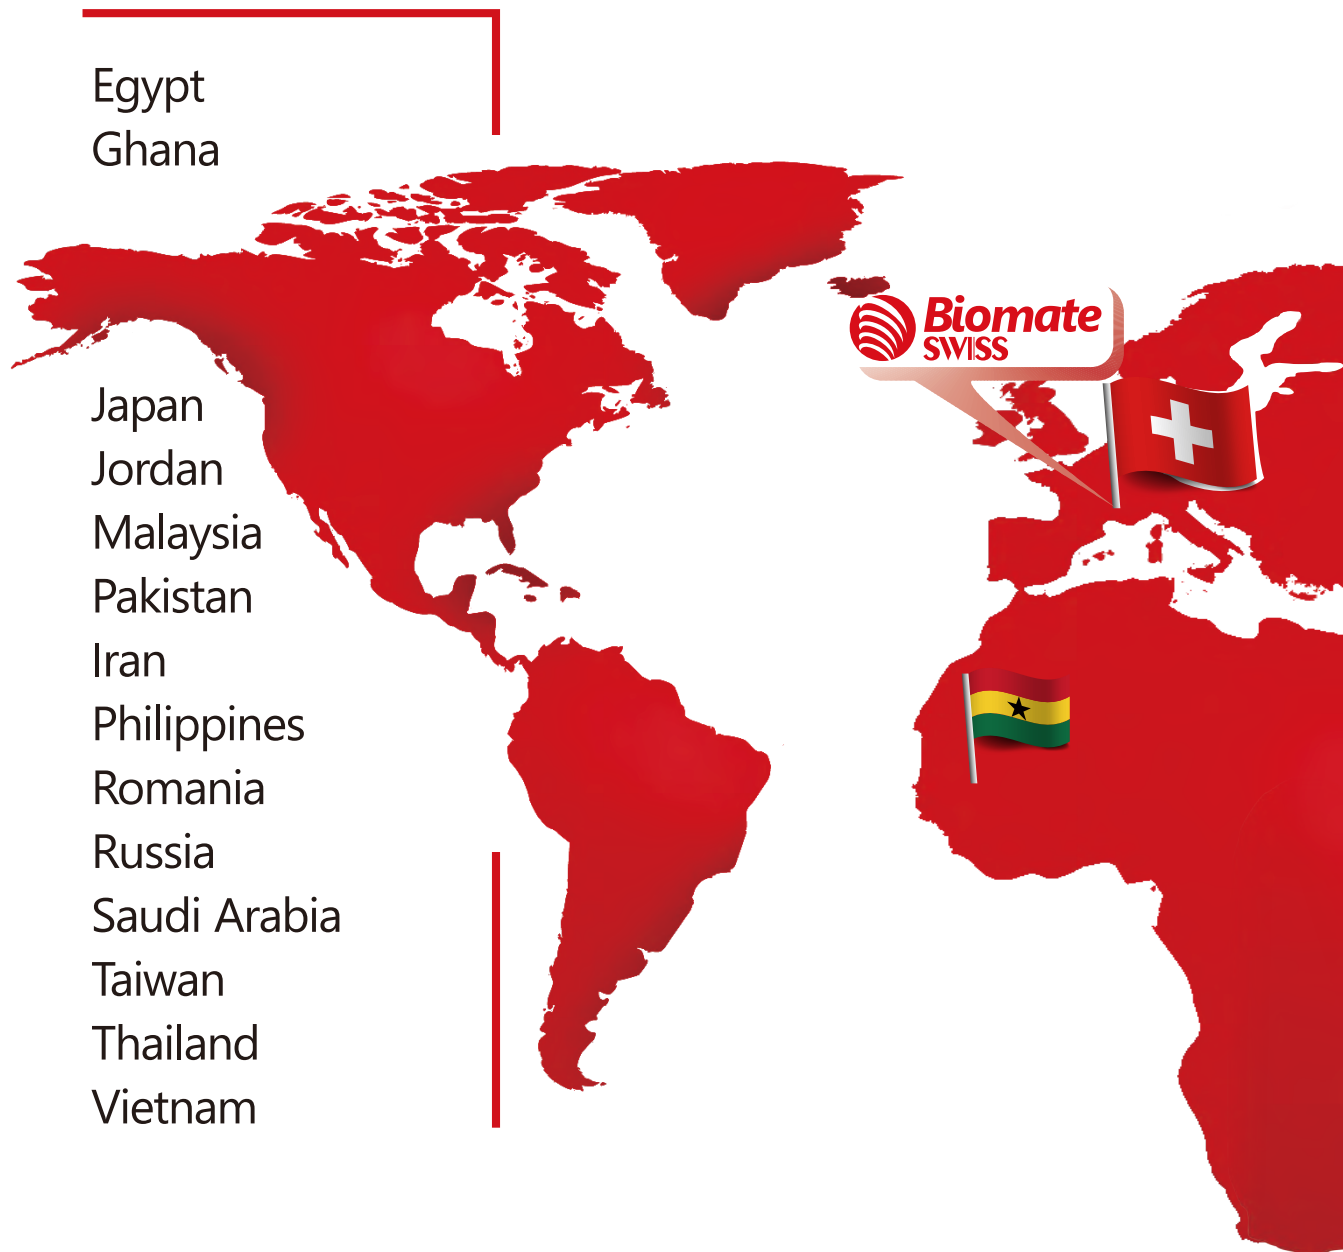 Egypt
Ghana
Biomate
SWISS
Japan
Jordan
Malaysia
Pakistan
Iran
Philippines
Romania
Russia
Saudi Arabia
Taiwan
Thailand
Vietnam